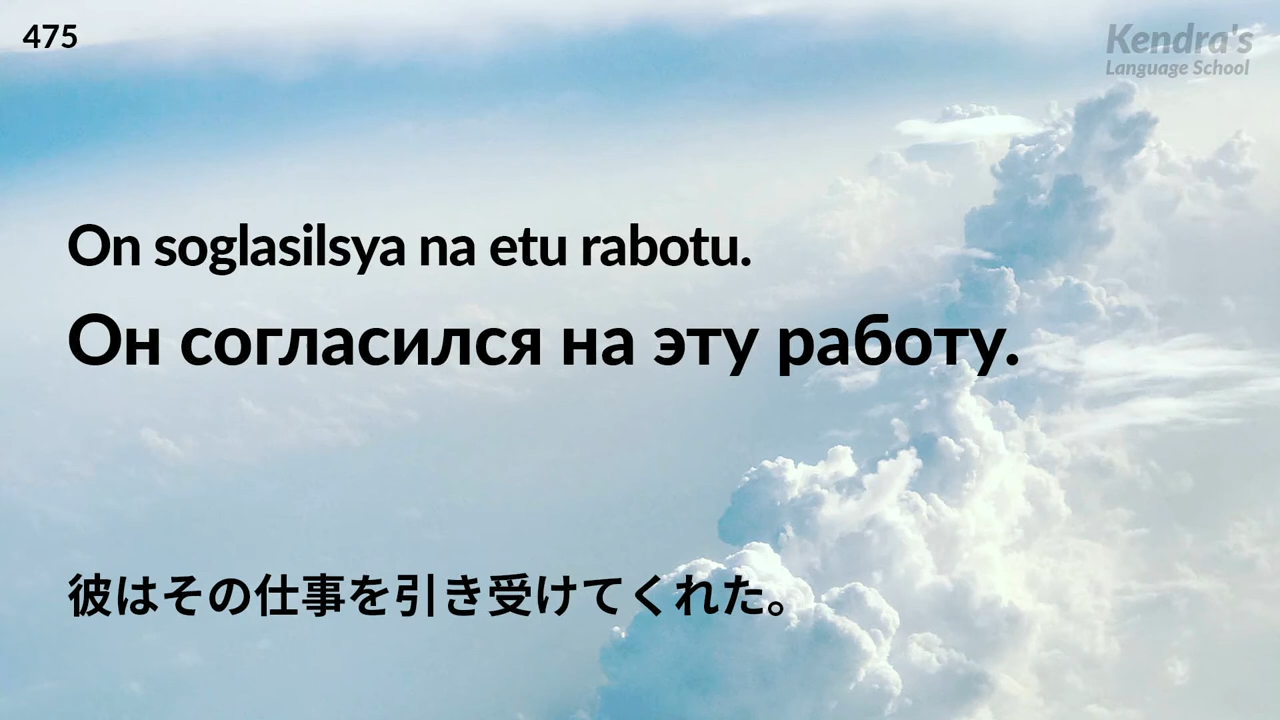 475
Kendra's
Language School
On soglasilsya na etu rabotu.
Он согласился на эту работу.
彼はその仕事を引き受けてくれた。